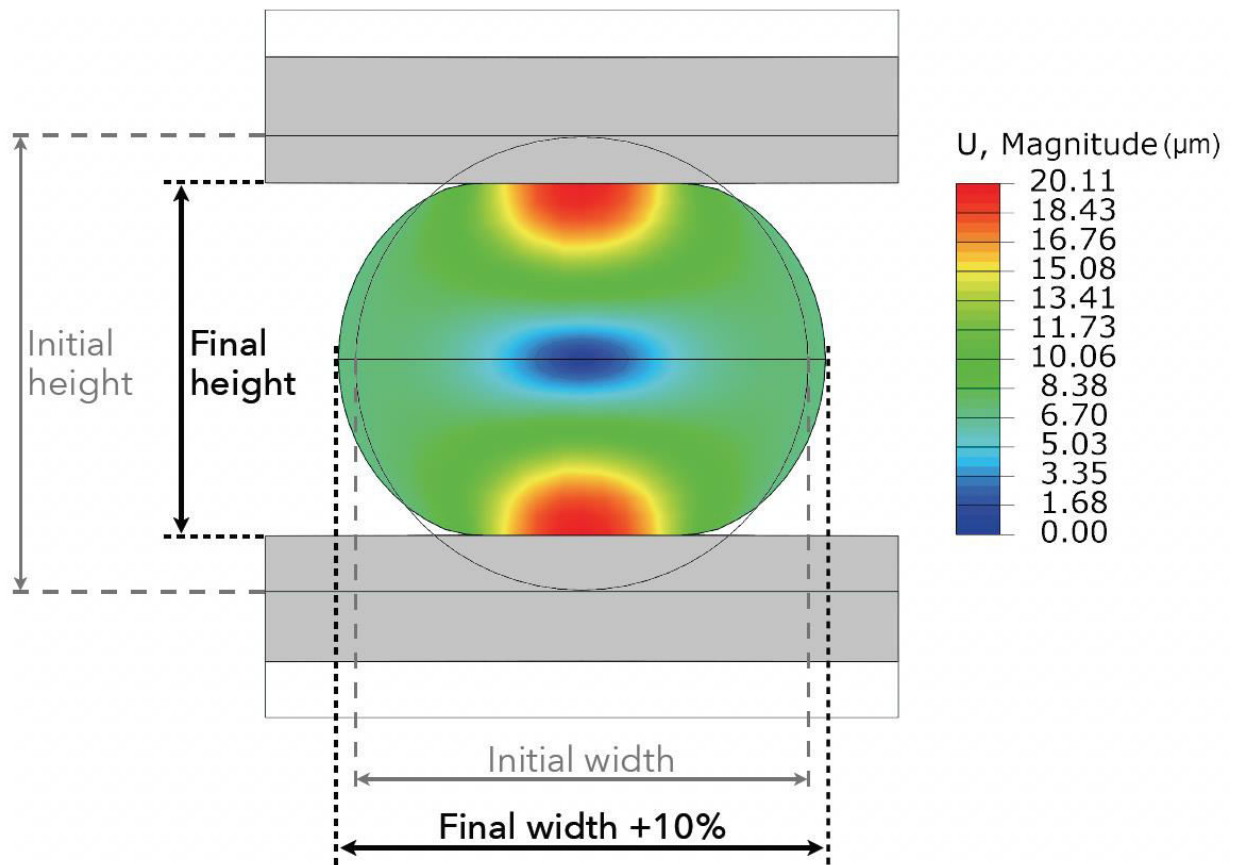 U, Magnitude (µm)
20.11
18.43
16.76
15.08
13.41
11.73
10.06
8.38
6.70
5.03
3.35
1.68
0.00
Initial
height
Final
height
Initial width
Final width +10%